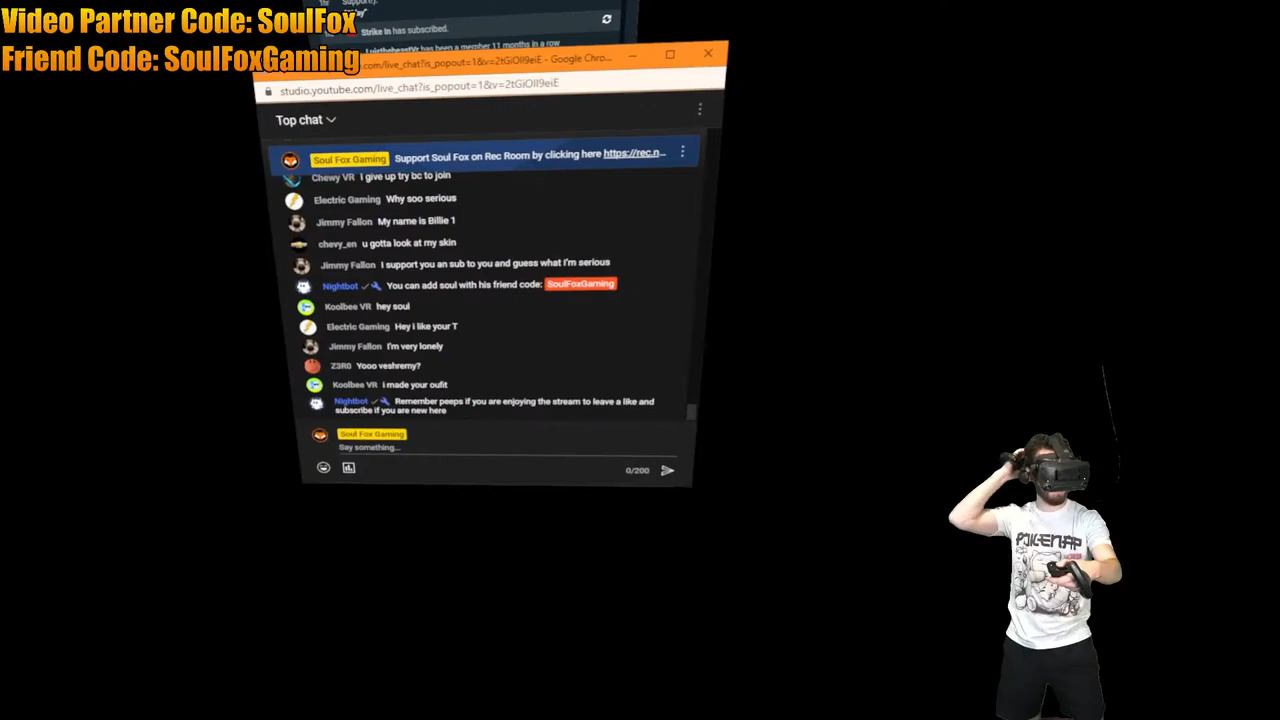 Video Partner Code: SoulFox
Friend Code: SoulFoxGaming
Strike In has subscribed.
has been a member 11 months in a row
.com/live_chat?is_popout=1&v=2tGiOlI9eiE - Google Chro...
studio.youtube.com/live_chat?is_popout=1&v=2tGiOlI9eiE
Top chat
Soul Fox Gaming Support Soul Fox on Rec Room by clicking here https://rec.n...
Chewy VR I give up try bc to join
Electric Gaming Why soo serious
Jimmy Fallon My name is Billie 1
chevy_en u gotta look at my skin
Jimmy Fallon I support you an sub to you and guess what I'm serious
Nightbot You can add soul with his friend code: SoulFoxGaming
Koolbee VR hey soul
Electric Gaming Hey i like your T
Jimmy Fallon I'm very lonely
Z3R0 Yooo veshremy?
Koolbee VR i made your oufit
Nightbot Remember peeps if you are enjoying the stream to leave a like and
subscribe if you are new here
Soul Fox Gaming
Say something...
0/200